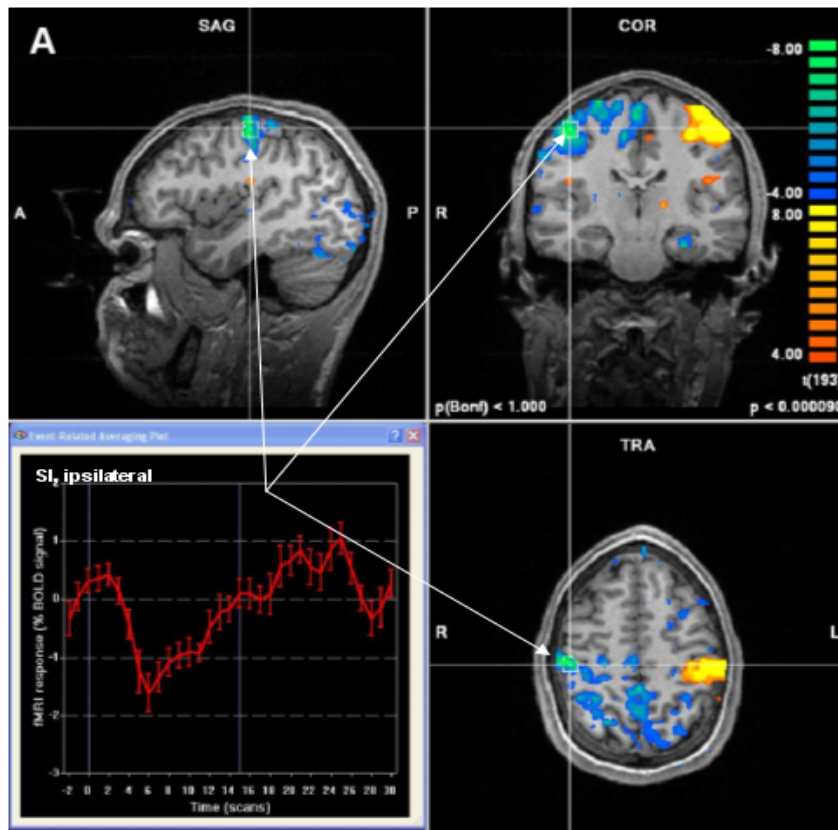 A
SAG
A
P
COR
R
-8.00
-4.00
8.00
4.00
t(193
p(Bonf) < 1.000
p < 0.000090
Event-Related Averaging Plot
SI, ipsilateral
fMRI response (% BOLD signal)
2
1
0
-1
-2
-3
-2 0 2 4 6 8 10 12 14 16 18 20 22 24 26 28 30
Time (scans)
TRA
R
L